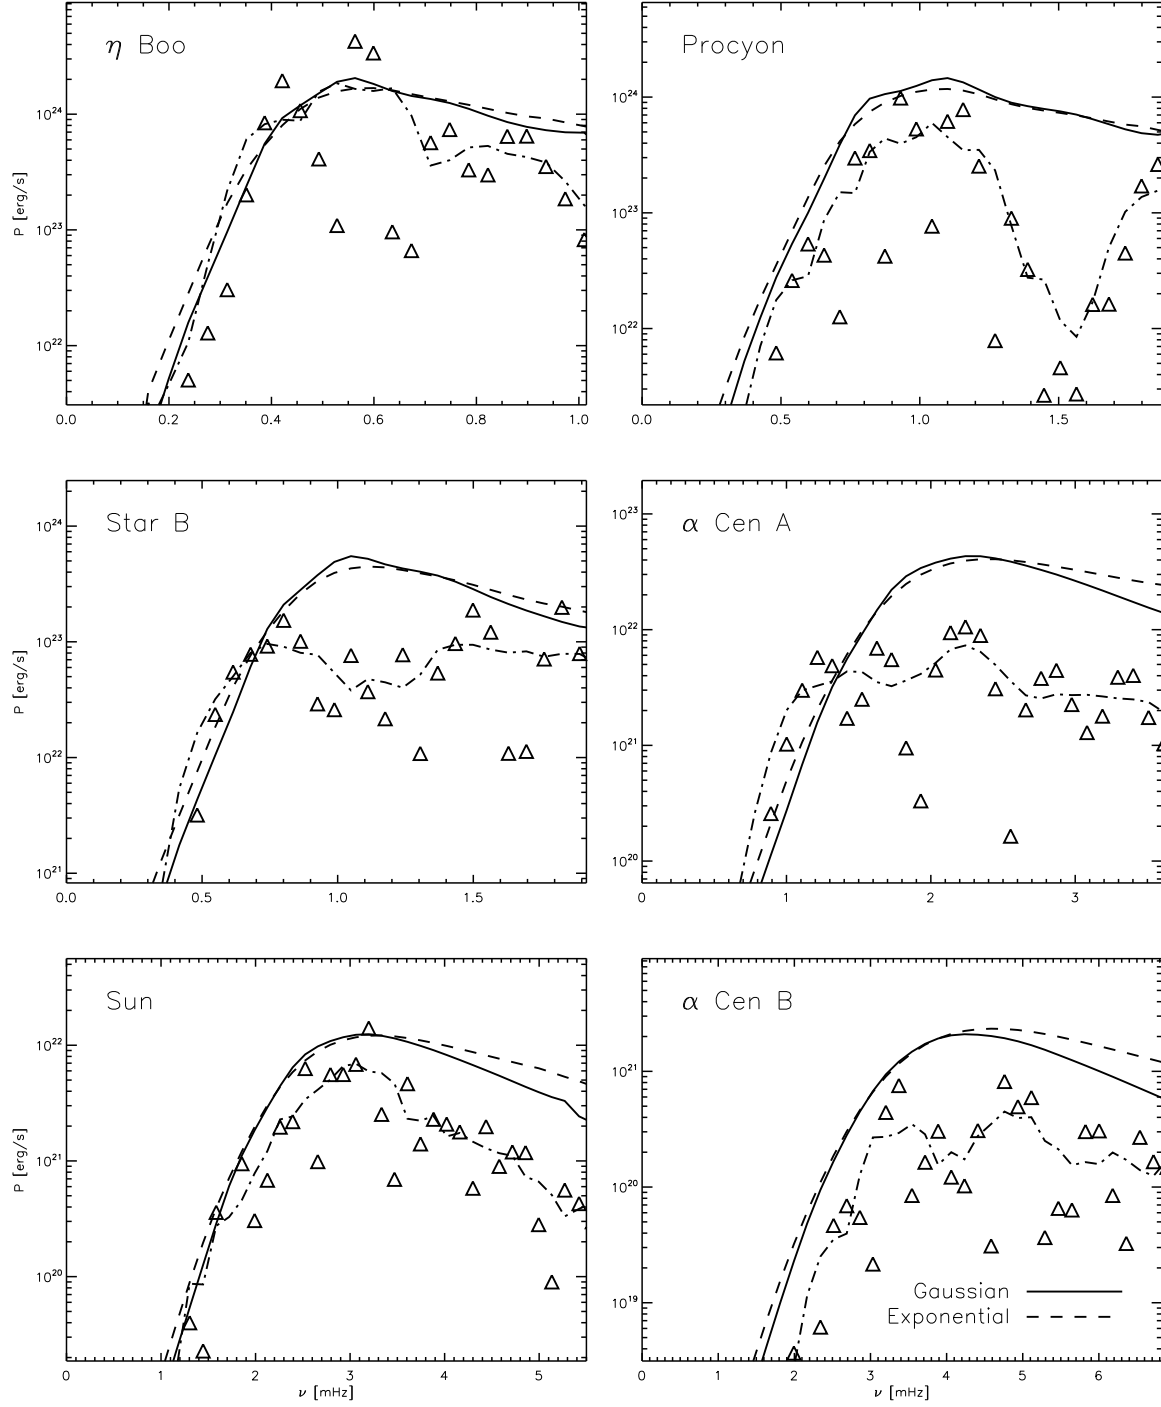 η Boo
P [erg/s]
10^24
10^23
10^22
0.0 0.2 0.4 0.6 0.8 1.0
Procyon
10^24
10^23
10^22
0.0 0.5 1.0 1.5
Star B
P [erg/s]
10^24
10^23
10^22
10^21
0.0 0.5 1.0 1.5
α Cen A
10^23
10^22
10^21
10^20
0 1 2 3
Sun
P [erg/s]
10^22
10^21
10^20
0 1 2 3 4 5
ν [mHz]
α Cen B
10^21
10^20
10^19
Gaussian
Exponential
0 1 2 3 4 5 6
ν [mHz]